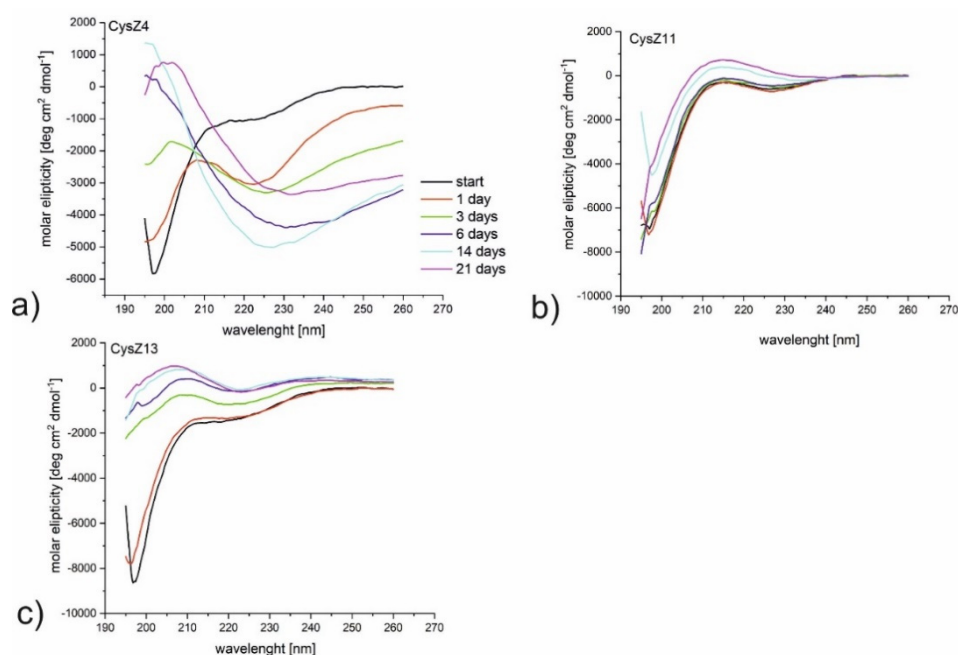 CysZ4
2000
1000
0
-1000
-2000
-3000
-4000
-5000
-6000
molar elipticity [deg cm² dmol⁻¹]
190 200 210 220 230 240 250 260 270
wavelenght [nm]
start
1 day
3 days
6 days
14 days
21 days
a)
CysZ11
4000
2000
0
-2000
-4000
-6000
-8000
-10000
molar elipticity [deg cm² dmol⁻¹]
190 200 210 220 230 240 250 260 270
wavelenght [nm]
b)
CysZ13
2000
0
-2000
-4000
-6000
-8000
-10000
molar elipticity [deg cm² dmol⁻¹]
190 200 210 220 230 240 250 260 270
wavelenght [nm]
c)